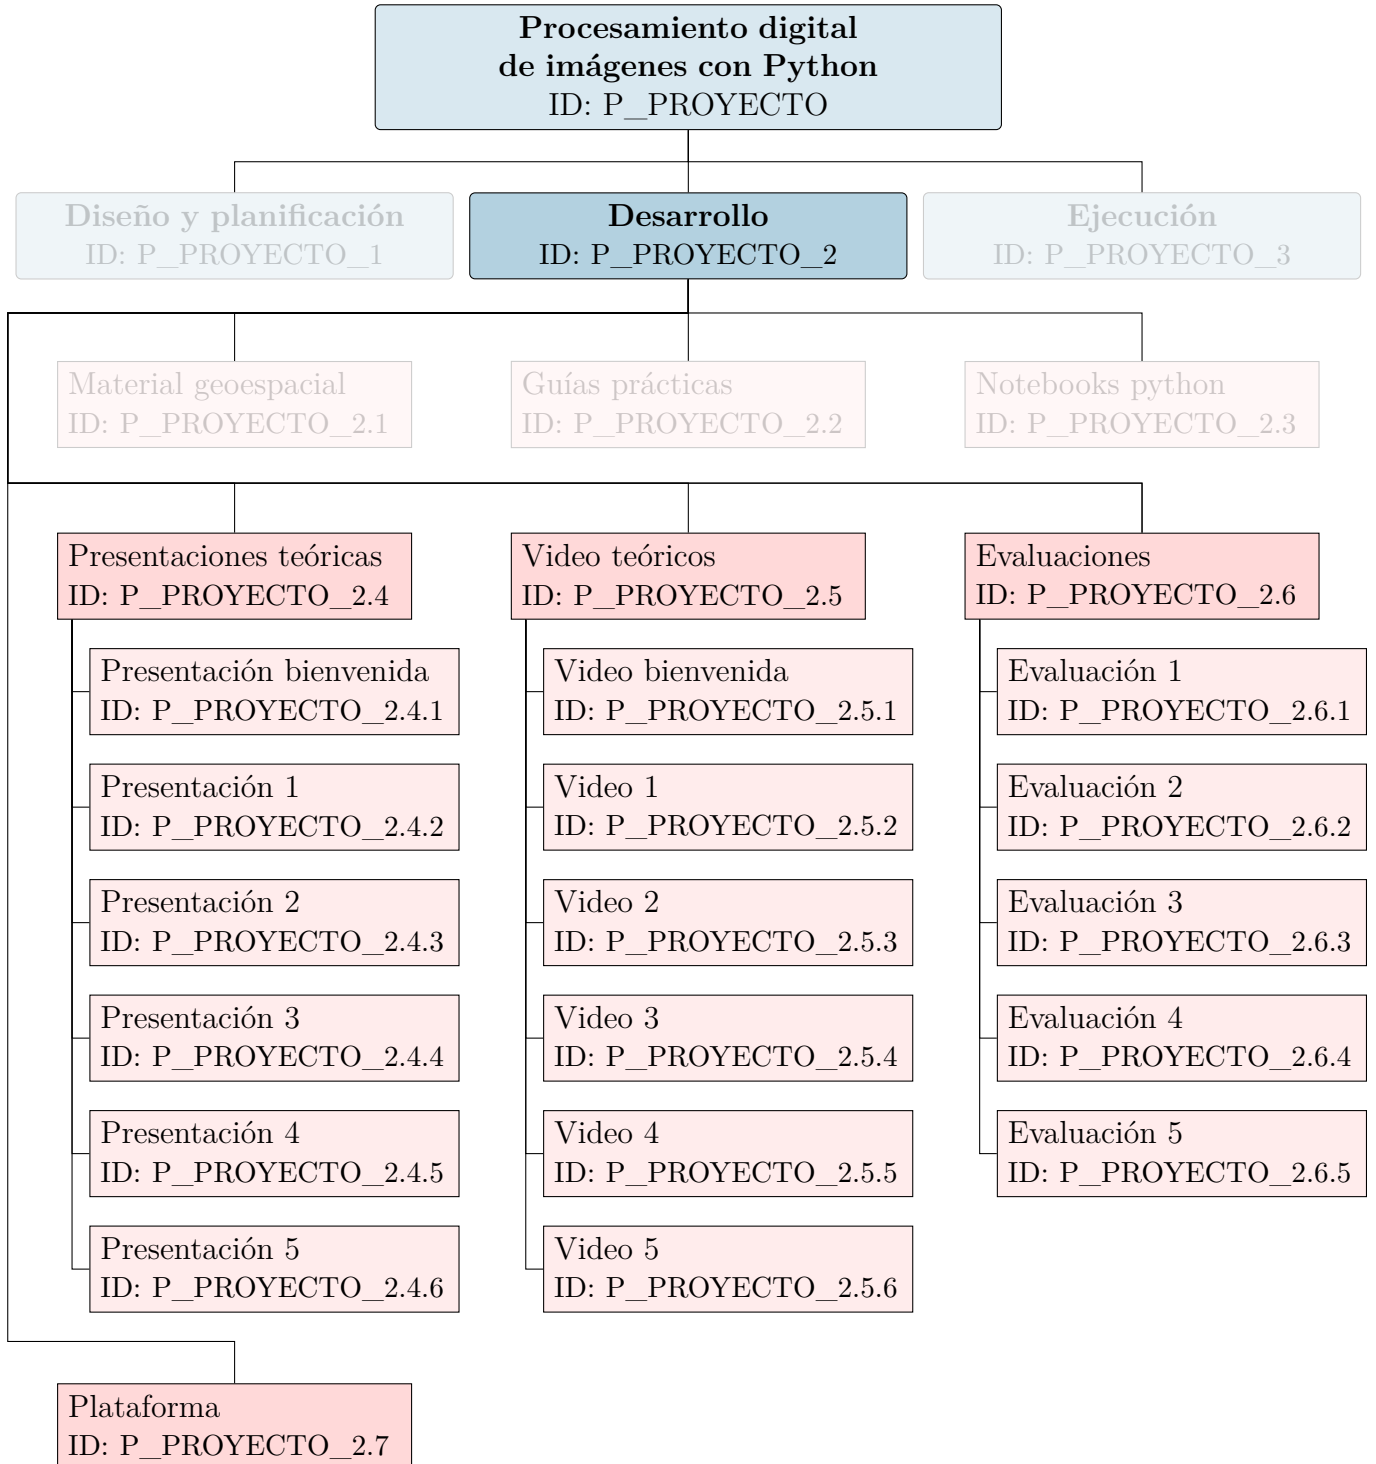 Procesamiento digital
de imágenes con Python
ID: P_PROYECTO
Diseño y planificación
ID: P_PROYECTO_1
Desarrollo
ID: P_PROYECTO_2
Ejecución
ID: P_PROYECTO_3
Material geoespacial
ID: P_PROYECTO_2.1
Guías prácticas
ID: P_PROYECTO_2.2
Notebooks python
ID: P_PROYECTO_2.3
Presentaciones teóricas
ID: P_PROYECTO_2.4
Presentación bienvenida
ID: P_PROYECTO_2.4.1
Presentación 1
ID: P_PROYECTO_2.4.2
Presentación 2
ID: P_PROYECTO_2.4.3
Presentación 3
ID: P_PROYECTO_2.4.4
Presentación 4
ID: P_PROYECTO_2.4.5
Presentación 5
ID: P_PROYECTO_2.4.6
Video teóricos
ID: P_PROYECTO_2.5
Video bienvenida
ID: P_PROYECTO_2.5.1
Video 1
ID: P_PROYECTO_2.5.2
Video 2
ID: P_PROYECTO_2.5.3
Video 3
ID: P_PROYECTO_2.5.4
Video 4
ID: P_PROYECTO_2.5.5
Video 5
ID: P_PROYECTO_2.5.6
Evaluaciones
ID: P_PROYECTO_2.6
Evaluación 1
ID: P_PROYECTO_2.6.1
Evaluación 2
ID: P_PROYECTO_2.6.2
Evaluación 3
ID: P_PROYECTO_2.6.3
Evaluación 4
ID: P_PROYECTO_2.6.4
Evaluación 5
ID: P_PROYECTO_2.6.5
Plataforma
ID: P_PROYECTO_2.7